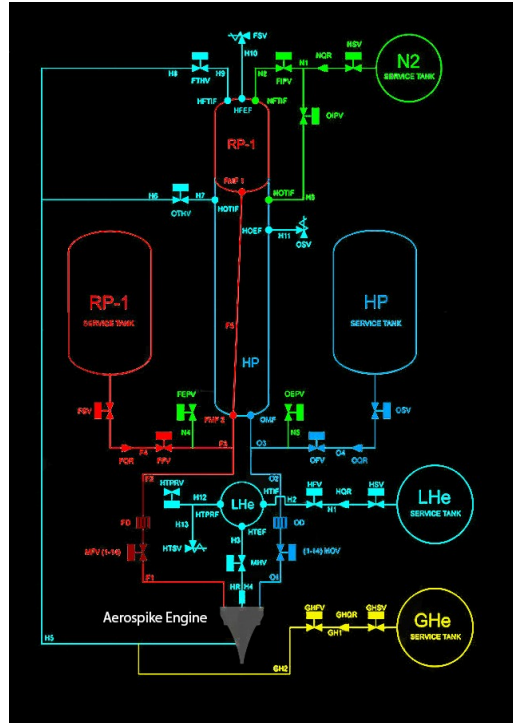 FSV
H10
H8
H9
FTHV
N2
FIPV
N1
NQR
NSV
N2
SERVICE TANK
HFTIF
HFEF
NFTIF
OIPV
RP-1
FMF 1
H6
H7
OTHV
HOTIF
NOTIF
N3
HOEF
H11
OSV
RP-1
SERVICE TANK
F5
HP
HP
SERVICE TANK
FSV
FEPV
OEPV
OSV
FMF 2
OMF
N4
N5
FQR
F4
FFV
F3
O3
OFV
O4
OQR
F2
O2
HTPRV
H12
HTPRF
LHe
HTIF
H2
HFV
HQR
HSV
H1
LHe
SERVICE TANK
FD
H13
HTSV
HTEF
H3
OD
MFV (1-14)
MHV
(1-14) MOV
F1
HR
H4
O1
Aerospike Engine
H5
GHFV
GHQR
GHSV
GH1
GHe
SERVICE TANK
GH2